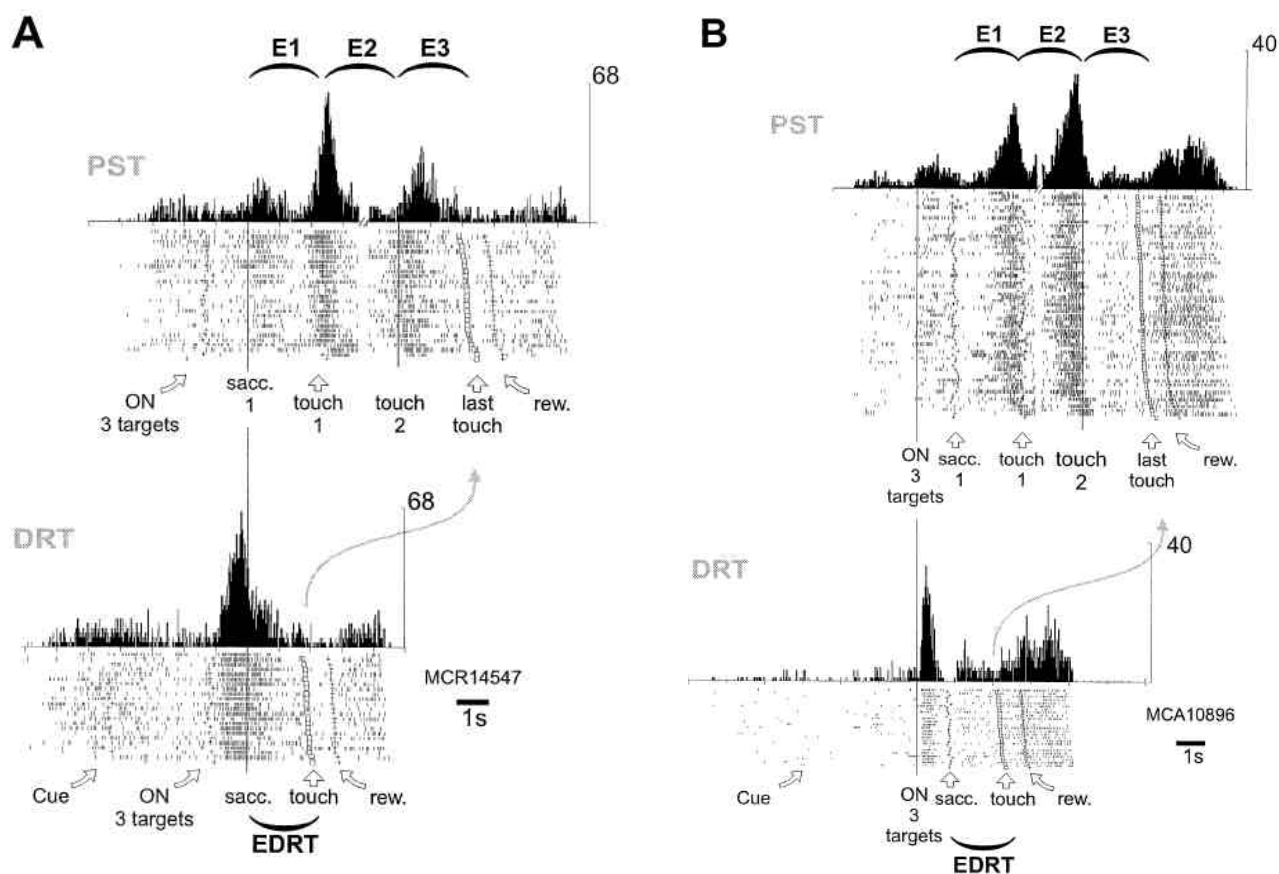 A
E1 E2 E3
68
PST
ON
3 targets
sacc.
1
touch
1
touch
2
last
touch
rew.
DRT
68
MCR14547
1s
Cue
ON
3 targets
sacc.
touch
rew.
EDRT
B
E1 E2 E3
40
PST
ON
3
targets
sacc.
1
touch
1
touch
2
last
touch
rew.
DRT
40
MCA10896
1s
Cue
ON
3
targets
sacc.
touch
rew.
EDRT